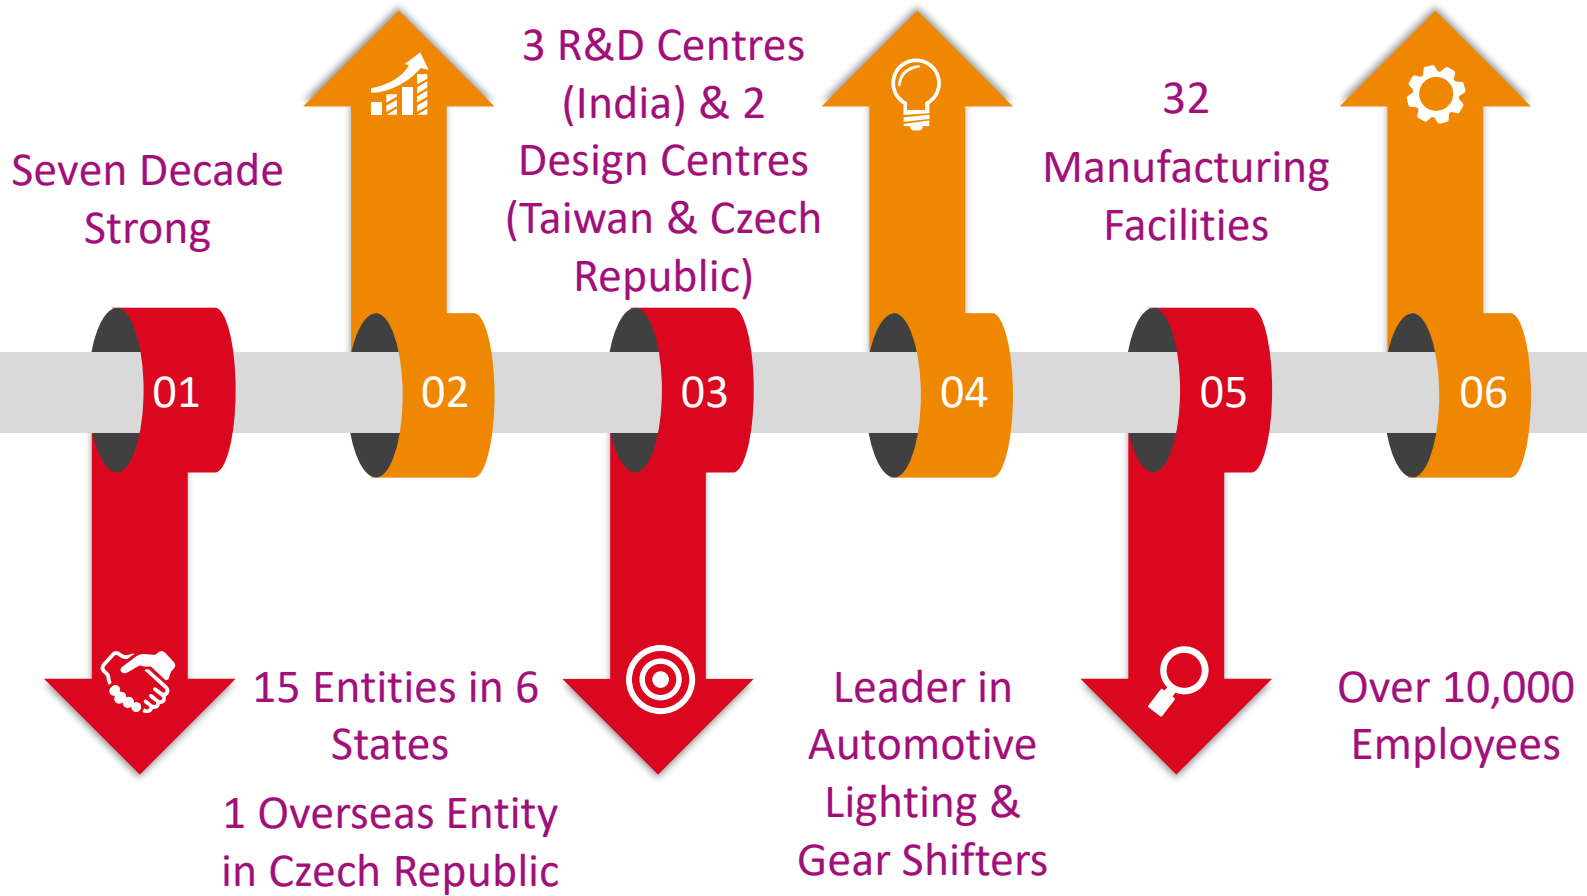 Seven Decade
Strong
01
02
15 Entities in 6
States
1 Overseas Entity
in Czech Republic
3 R&D Centres
(India) & 2
Design Centres
(Taiwan & Czech
Republic)
03
04
Leader in
Automotive
Lighting &
Gear Shifters
32
Manufacturing
Facilities
05
06
Over 10,000
Employees